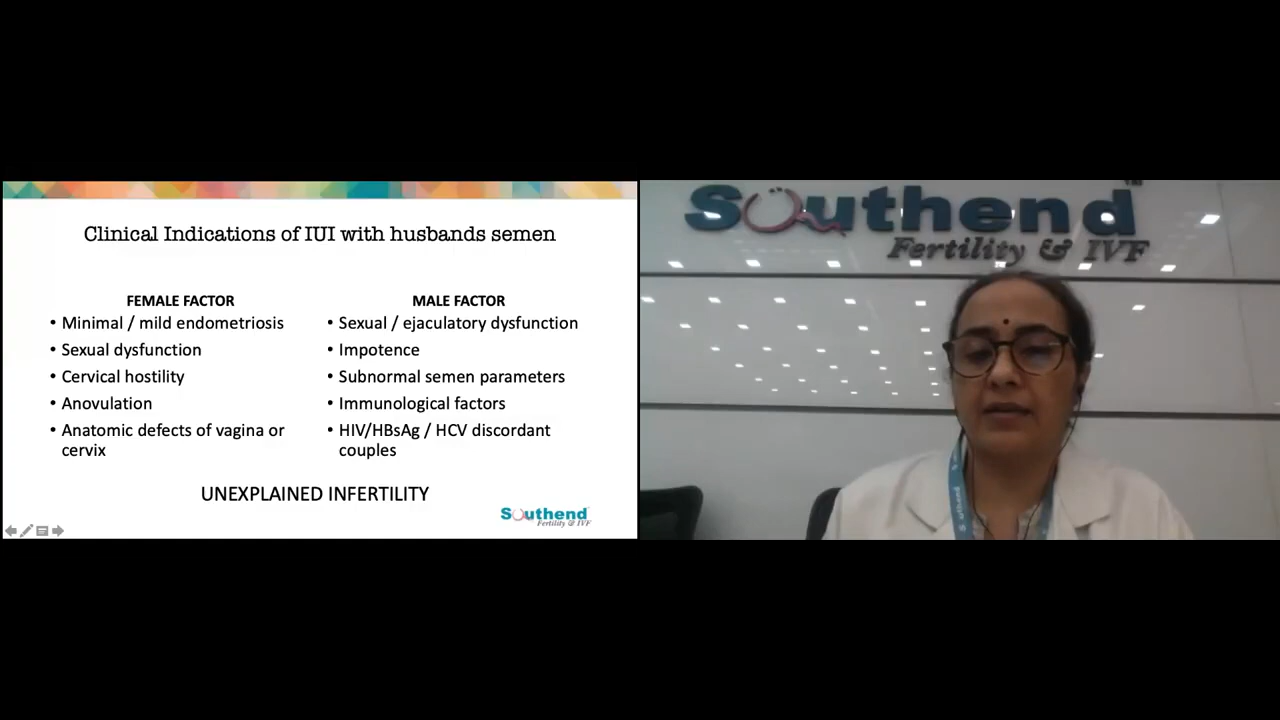 Clinical Indications of IUI with husbands semen
FEMALE FACTOR
• Minimal / mild endometriosis
• Sexual dysfunction
• Cervical hostility
• Anovulation
• Anatomic defects of vagina or
cervix
MALE FACTOR
• Sexual / ejaculatory dysfunction
• Impotence
• Subnormal semen parameters
• Immunological factors
• HIV/HBsAg / HCV discordant
couples
UNEXPLAINED INFERTILITY
Southend
Fertility & IVF
Southend
Fertility & IVF
Southend